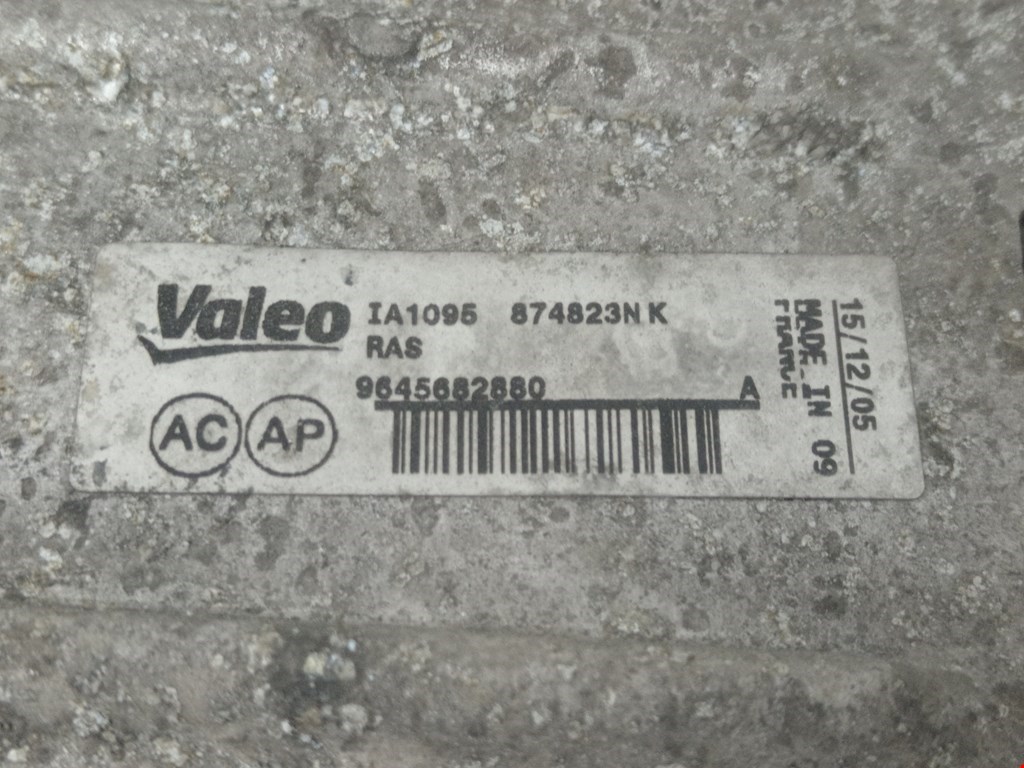 Valeo IA1095 874823N K
RAS
9645682880 A
AC AP
15/12/05
MADE IN 09
FRANCE